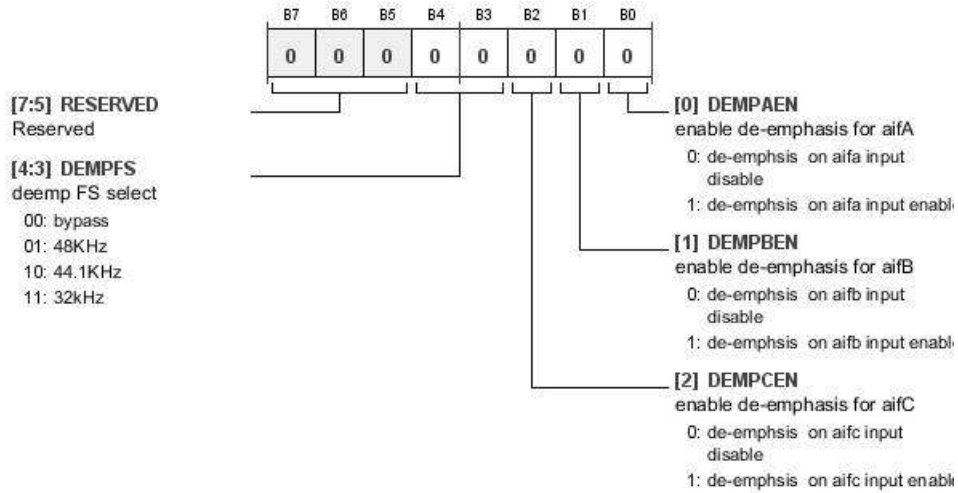 B7 B6 B5 B4 B3 B2 B1 B0
0 0 0 0 0 0 0 0
[7:5] RESERVED
Reserved
[4:3] DEMPFS
deemp FS select
00: bypass
01: 48KHz
10: 44.1KHz
11: 32kHz
[0] DEMPAEN
enable de-emphasis for aifA
0: de-emphsis on aifa input
disable
1: de-emphsis on aifa input enable
[1] DEMPBEN
enable de-emphasis for aifB
0: de-emphsis on aifb input
disable
1: de-emphsis on aifb input enable
[2] DEMPCEN
enable de-emphasis for aifC
0: de-emphsis on aifc input
disable
1: de-emphsis on aifc input enable